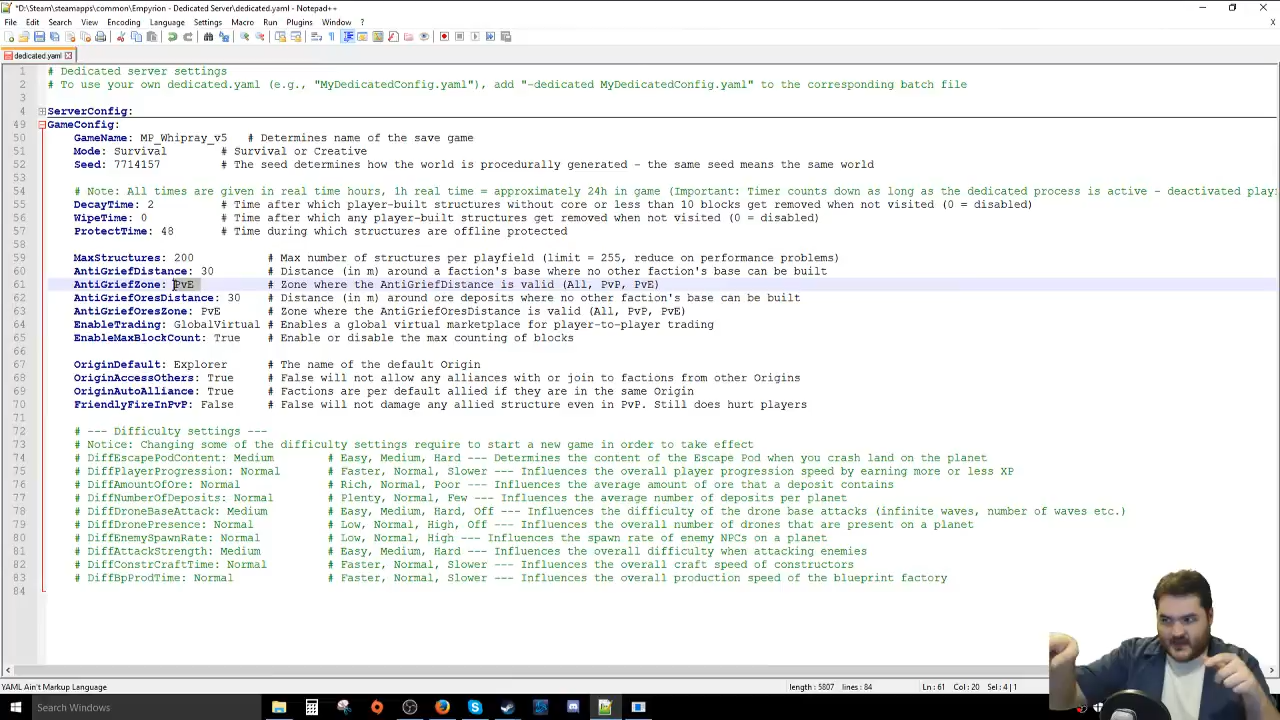 *D:\Steam\steamapps\common\Empyrion - Dedicated Server\dedicated.yaml - Notepad++
File Edit Search View Encoding Language Settings Macro Run Plugins Window ?
dedicated.yaml
1 # Dedicated server settings
2 # To use your own dedicated.yaml (e.g., "MyDedicatedConfig.yaml"), add "-dedicated MyDedicatedConfig.yaml" to the corresponding batch file
3
4 ServerConfig:
49 GameConfig:
50 GameName: MP_Whipray_v5 # Determines name of the save game
51 Mode: Survival # Survival or Creative
52 Seed: 7714157 # The seed determines how the world is procedurally generated - the same seed means the same world
53
54 # Note: All times are given in real time hours, 1h real time = approximately 24h in game (Important: Timer counts down as long as the dedicated process is active - deactivated play
55 DecayTime: 2 # Time after which player-built structures without core or less than 10 blocks get removed when not visited (0 = disabled)
56 WipeTime: 0 # Time after which any player-built structures get removed when not visited (0 = disabled)
57 ProtectTime: 48 # Time during which structures are offline protected
58
59 MaxStructures: 200 # Max number of structures per playfield (limit = 255, reduce on performance problems)
60 AntiGriefDistance: 30 # Distance (in m) around a faction's base where no other faction's base can be built
61 AntiGriefZone: PvE # Zone where the AntiGriefDistance is valid (All, PvP, PvE)
62 AntiGriefOresDistance: 30 # Distance (in m) around ore deposits where no other faction's base can be built
63 AntiGriefOresZone: PvE # Zone where the AntiGriefOresDistance is valid (All, PvP, PvE)
64 EnableTrading: GlobalVirtual # Enables a global virtual marketplace for player-to-player trading
65 EnableMaxBlockCount: True # Enable or disable the max counting of blocks
66
67 OriginDefault: Explorer # The name of the default Origin
68 OriginAccessOthers: True # False will not allow any alliances with or join to factions from other Origins
69 OriginAutoAlliance: True # Factions are per default allied if they are in the same Origin
70 FriendlyFireInPvP: False # False will not damage any allied structure even in PvP. Still does hurt players
71
72 # --- Difficulty settings ---
73 # Notice: Changing some of the difficulty settings require to start a new game in order to take effect
74 # DiffEscapePodContent: Medium # Easy, Medium, Hard --- Determines the content of the Escape Pod when you crash land on the planet
75 # DiffPlayerProgression: Normal # Faster, Normal, Slower --- Influences the overall player progression speed by earning more or less XP
76 # DiffAmountOfOre: Normal # Rich, Normal, Poor --- Influences the average amount of ore that a deposit contains
77 # DiffNumberOfDeposits: Normal # Plenty, Normal, Few --- Influences the average number of deposits per planet
78 # DiffDroneBaseAttack: Medium # Easy, Medium, Hard, Off --- Influences the difficulty of the drone base attacks (infinite waves, number of waves etc.)
79 # DiffDronePresence: Normal # Low, Normal, High, Off --- Influences the overall number of drones that are present on a planet
80 # DiffEnemySpawnRate: Normal # Low, Normal, High --- Influences the spawn rate of enemy NPCs on a planet
81 # DiffAttackStrength: Medium # Easy, Medium, Hard --- Influences the overall difficulty when attacking enemies
82 # DiffConstrCraftTime: Normal # Faster, Normal, Slower --- Influences the overall craft speed of constructors
83 # DiffBpProdTime: Normal # Faster, Normal, Slower --- Influences the overall production speed of the blueprint factory
84
YAML Ain't Markup Language length : 5807 lines : 84 Ln : 61 Col : 20 Sel : 4 | 1
Search Windows